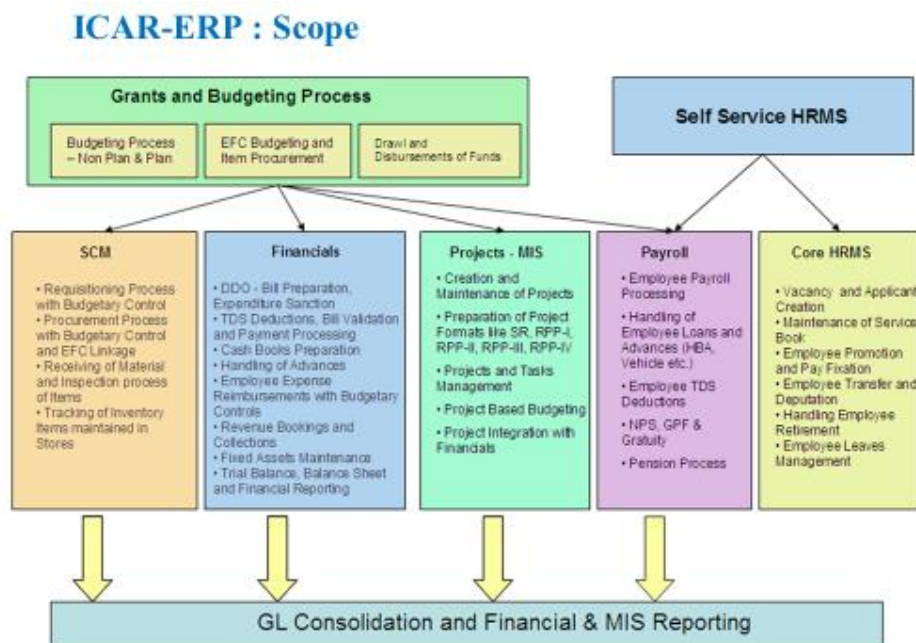 ICAR-ERP : Scope
Grants and Budgeting Process
Budgeting Process
– Non Plan & Plan
EFC Budgeting and
Item Procurement
Drawl and
Disbursements of Funds
Self Service HRMS
SCM
• Requisitioning Process
with Budgetary Control
• Procurement Process
with Budgetary Control
and EFC Linkage
• Receiving of Material
and Inspection process
of Items
• Tracking of Inventory
Items maintained in
Stores
Financials
• DDO - Bill Preparation,
Expenditure Sanction
• TDS Deductions, Bill Validation
and Payment Processing
• Cash Books Preparation
• Handling of Advances
• Employee Expense
Reimbursements with Budgetary
Controls
• Revenue Bookings and
Collections
• Fixed Assets Maintenance
• Trial Balance, Balance Sheet
and Financial Reporting
Projects - MIS
• Creation and
Maintenance of Projects
• Preparation of Project
Formats like SR, RPP-I,
RPP-II, RPP-III, RPP-IV
• Projects and Tasks
Management
• Project Based Budgeting
• Project Integration with
Financials
Payroll
• Employee Payroll
Processing
• Handling of
Employee Loans and
Advances (HBA,
Vehicle etc.)
• Employee TDS
Deductions
• NPS, GPF &
Gratuity
• Pension Process
Core HRMS
• Vacancy and Applicant
Creation
• Maintenance of Service
Book
• Employee Promotion
and Pay Fixation
• Employee Transfer and
Deputation
• Handling Employee
Retirement
• Employee Leaves
Management
GL Consolidation and Financial & MIS Reporting